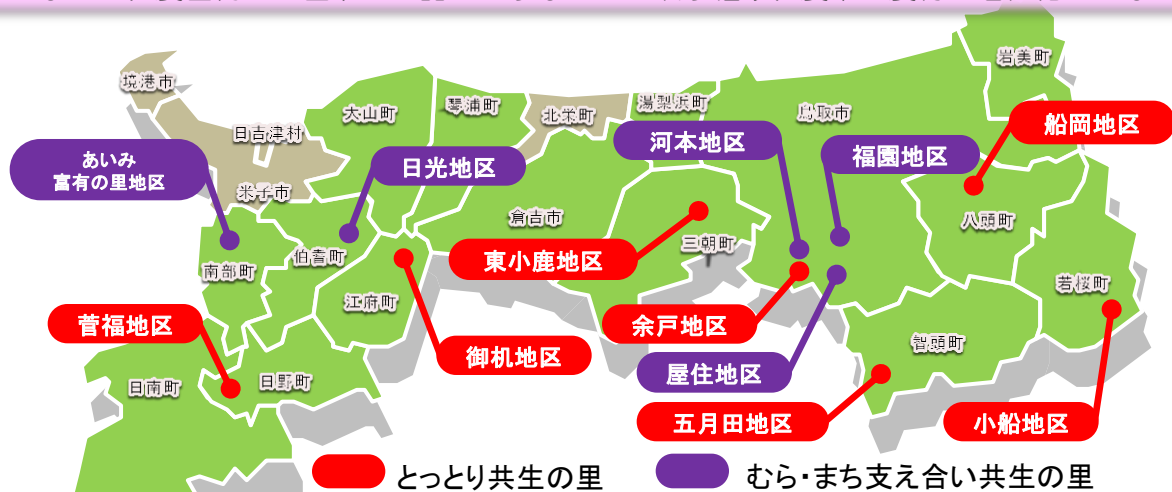 岩美町
境港市
大山町
琴浦町
北栄町
湯梨浜町
鳥取市
船岡地区
日吉津村
河本地区
福園地区
あいみ
富有の里地区
日光地区
米子市
倉吉市
八頭町
東小鹿地区
三朝町
南部町
伯耆町
江府町
若桜町
菅福地区
余戸地区
御机地区
智頭町
屋住地区
日南町
日野町
五月田地区
小船地区
とっとり共生の里
むら・まち支え合い共生の里